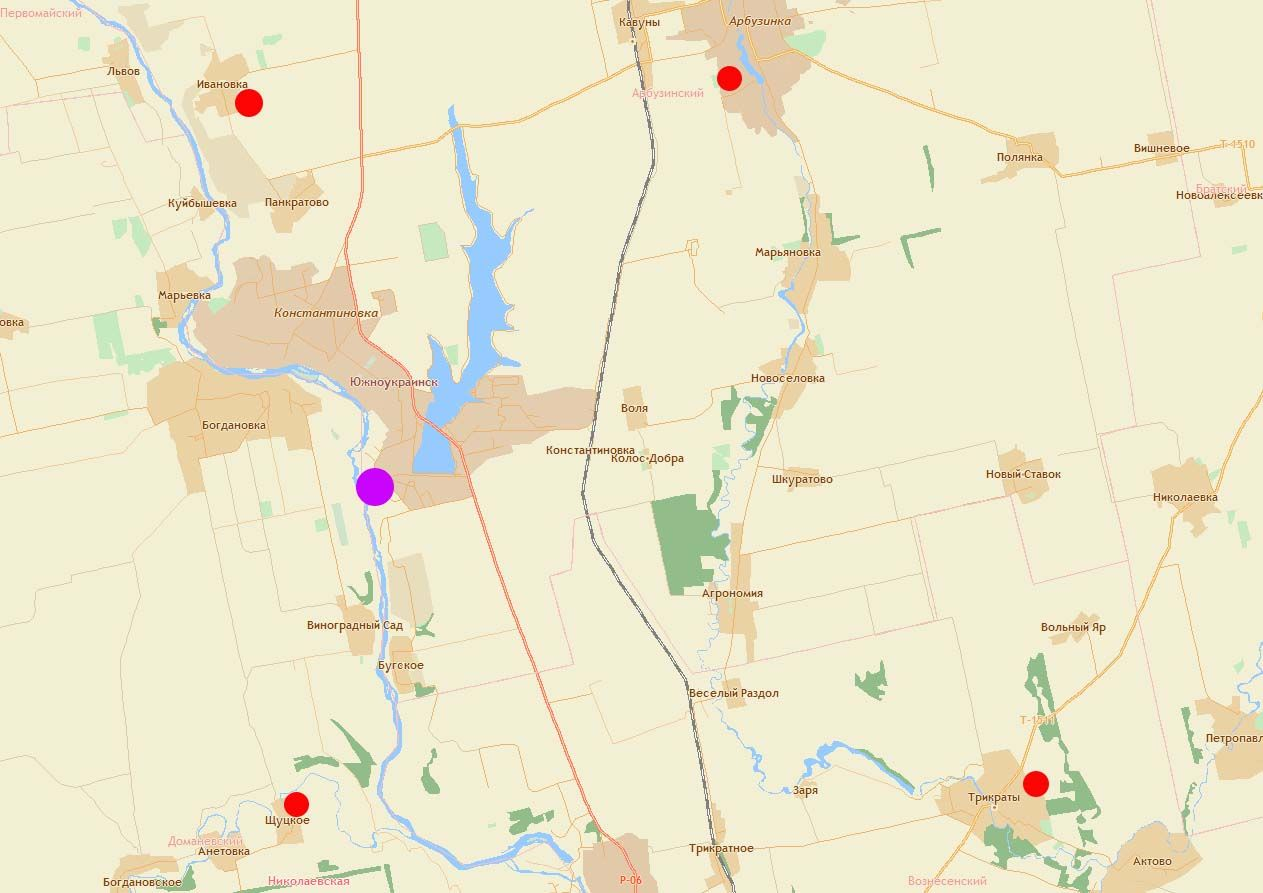 Первомайский
Кавуны
Арбузинка
Львов
Ивановка
Арбузинский
Полянка
Вишневое
Т-1510
Братский
Новоалексеевк
Куйбышевка
Панкратово
Марьяновка
Марьевка
Константиновка
овка
Южноукраинск
Новоселовка
Воля
Богдановка
Константиновка
Колос-Добра
Шкуратово
Новый Ставок
Николаевка
Агрономия
Виноградный Сад
Вольный Яр
Бугское
Веселый Раздол
Т-1511
Петропавл
Заря
Трикраты
Щуцкое
Доманевский
Анетовка
Трикратное
Актово
Богдановское
Николаевская
Р-06
Вознесенский